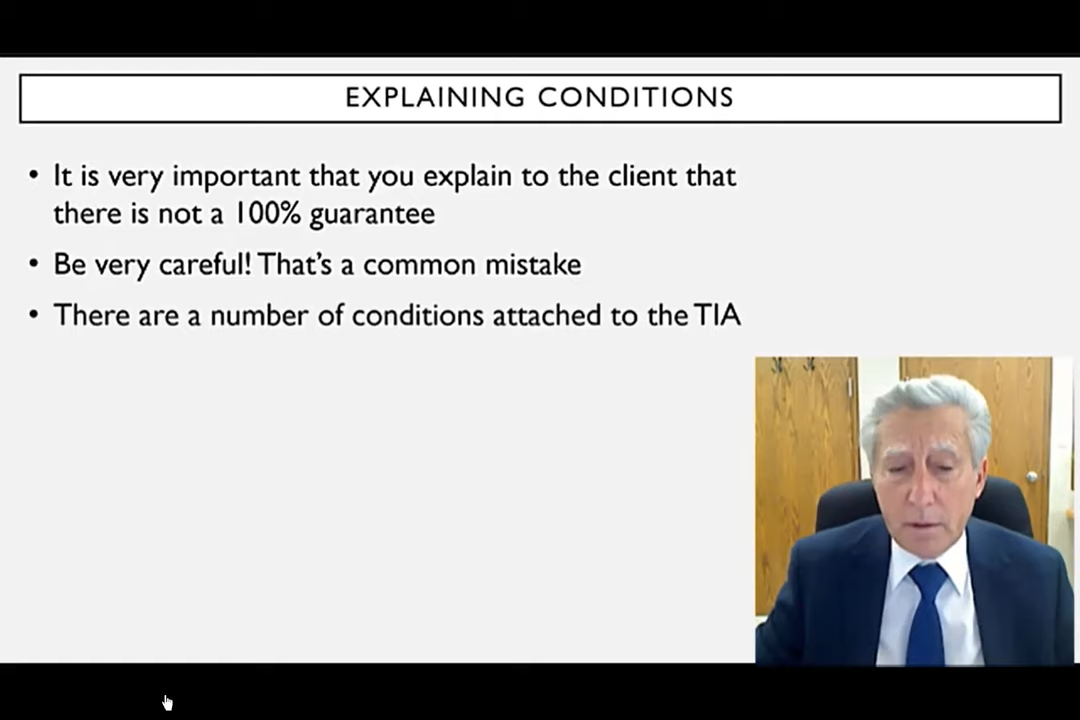 EXPLAINING CONDITIONS
• It is very important that you explain to the client that
there is not a 100% guarantee
• Be very careful! That's a common mistake
• There are a number of conditions attached to the TIA